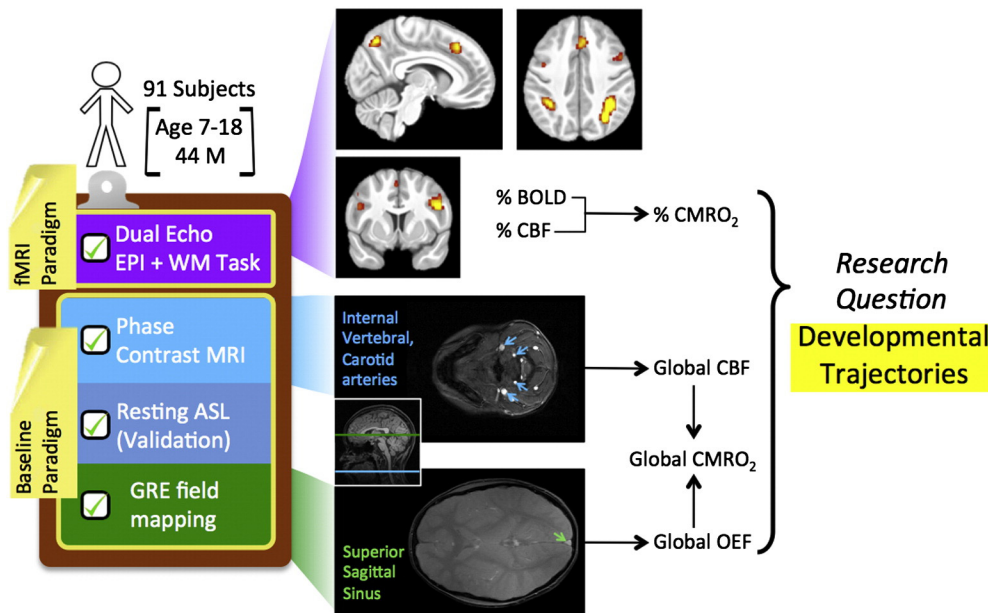 91 Subjects
Age 7-18
44 M
fMRI
Paradigm
Dual Echo
EPI + WM Task
Baseline
Paradigm
Phase
Contrast MRI
Resting ASL
(Validation)
GRE field
mapping
% BOLD
% CBF
% CMRO₂
Internal
Vertebral,
Carotid
arteries
Global CBF
Global CMRO₂
Superior
Sagittal
Sinus
Global OEF
Research
Question
Developmental
Trajectories